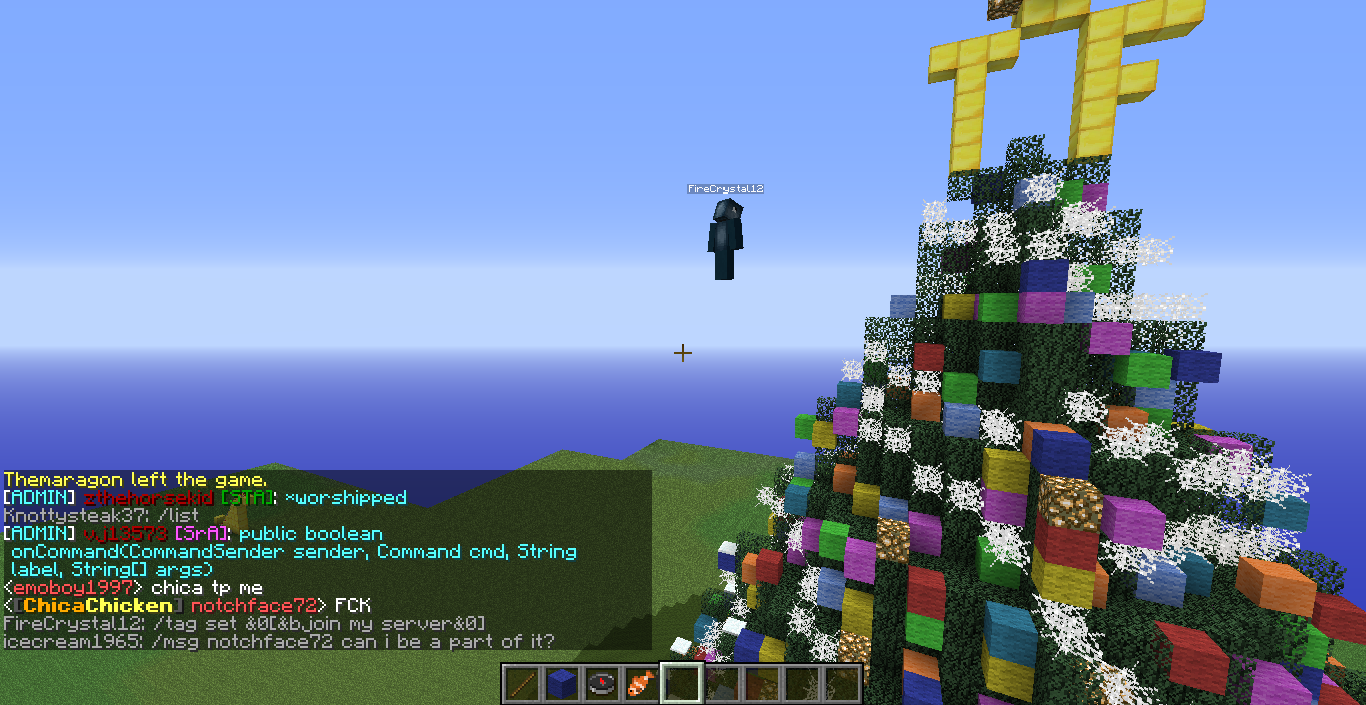 TF
FireCrystal12
Themaragon left the game.
[ADMIN] zthehorsekid [STA]: *worshipped
Knottysteak37: /list
[ADMIN] vj13573 [SrA]: public boolean
onCommand(CommandSender sender, Command cmd, String
label, String[] args)
<emoboy1997> chica tp me
<[ChicaChicken] notchface72> FCK
FireCrystal12: /tag set &0[&bjoin my server&0]
icecream1965: /msg notchface72 can i be a part of it?